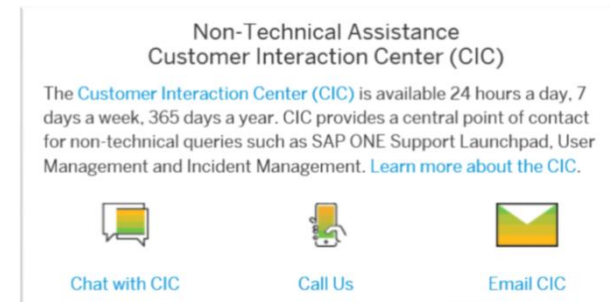 Non-Technical Assistance
Customer Interaction Center (CIC)
The Customer Interaction Center (CIC) is available 24 hours a day, 7
days a week, 365 days a year. CIC provides a central point of contact
for non-technical queries such as SAP ONE Support Launchpad, User
Management and Incident Management. Learn more about the CIC.
Chat with CIC
Call Us
Email CIC